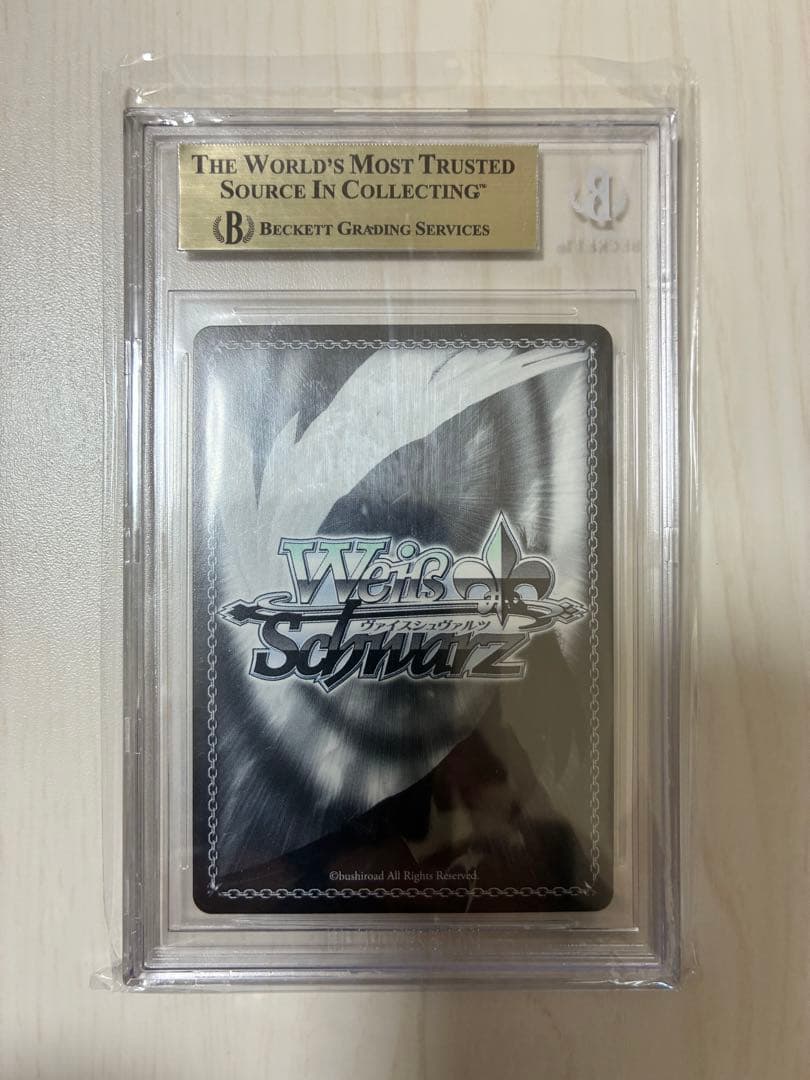 THE WORLD'S MOST TRUSTED
SOURCE IN COLLECTING™
B BECKETT GRADING SERVICES
B
BECKETT
Weiß
ヴァイスシュヴァルツ
Schwarz
©bushiroad All Rights Reserved.